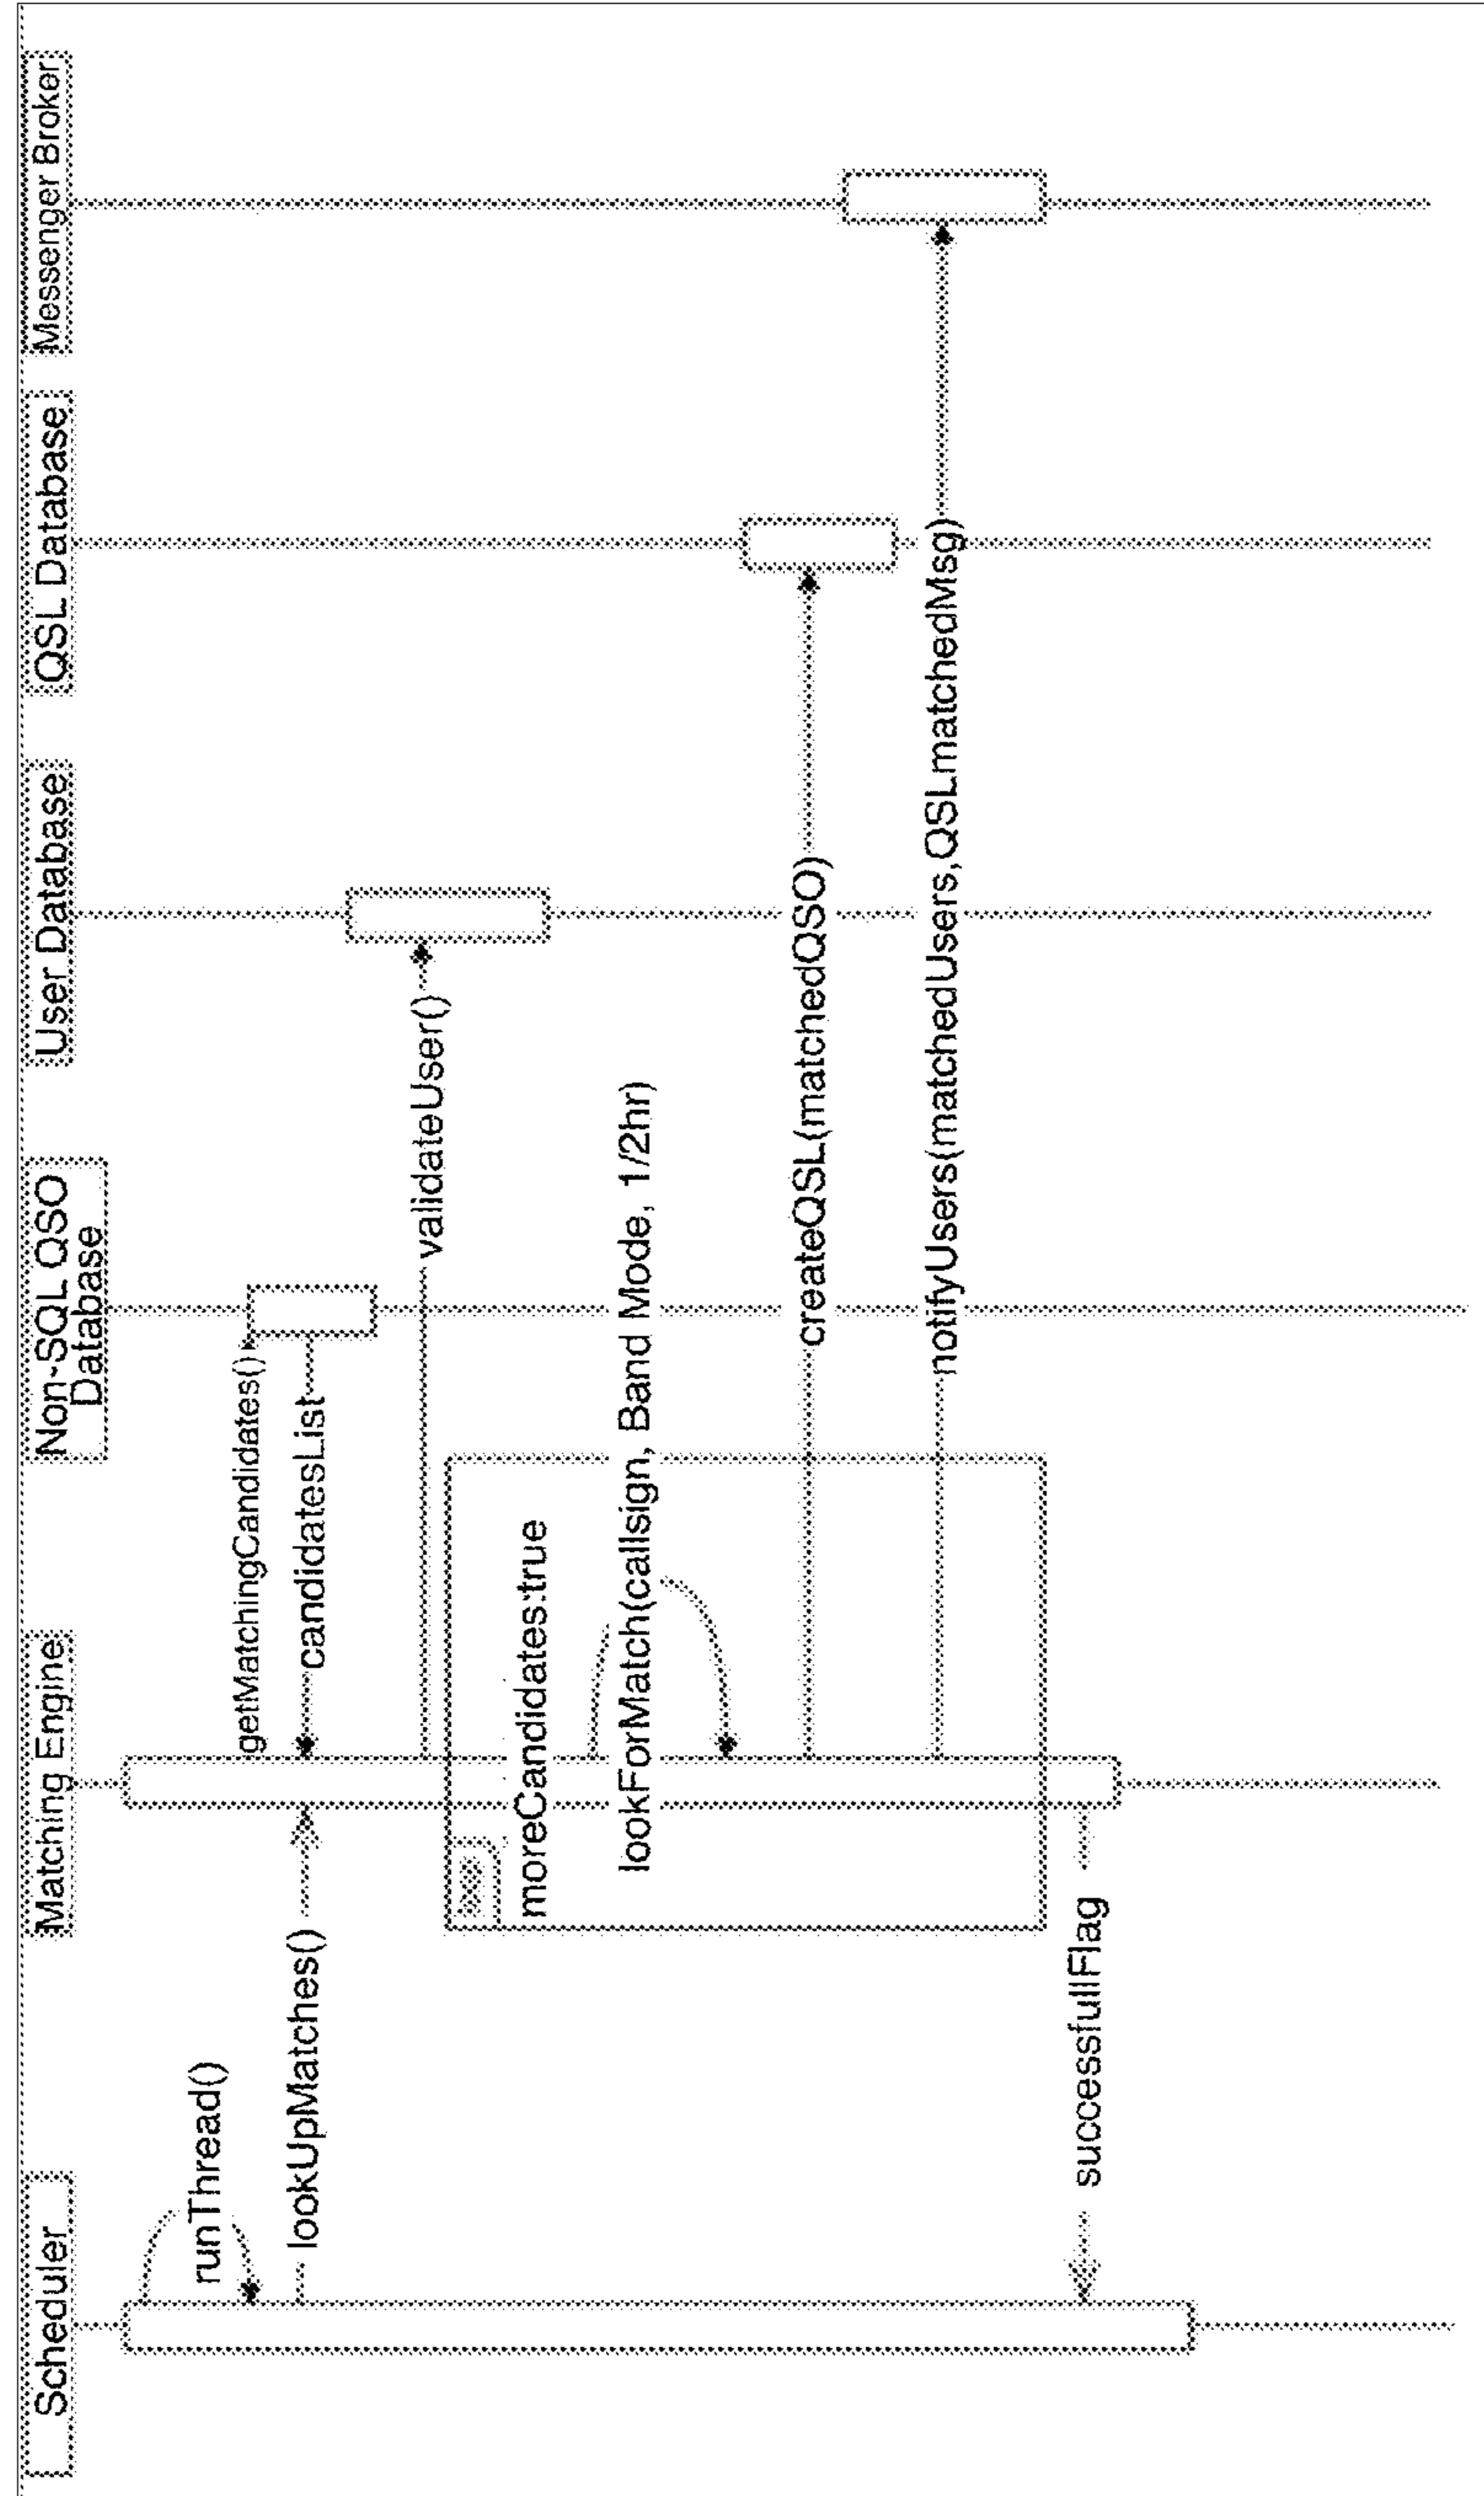 Scheduler
Matching Engine
Non-SQL QSO
Database
User Database
QSL Database
Messenger Broker
runThread()
getMatchingCandidates()
lookUpMatches()
candidatesList
validateUser()
moreCandidates:true
lookForMatch(callsign, Band Mode, 1/2hr)
createQSL(matchedQSO)
notifyUsers(matchedUsers,QSLmatchedMsg)
successfullFlag